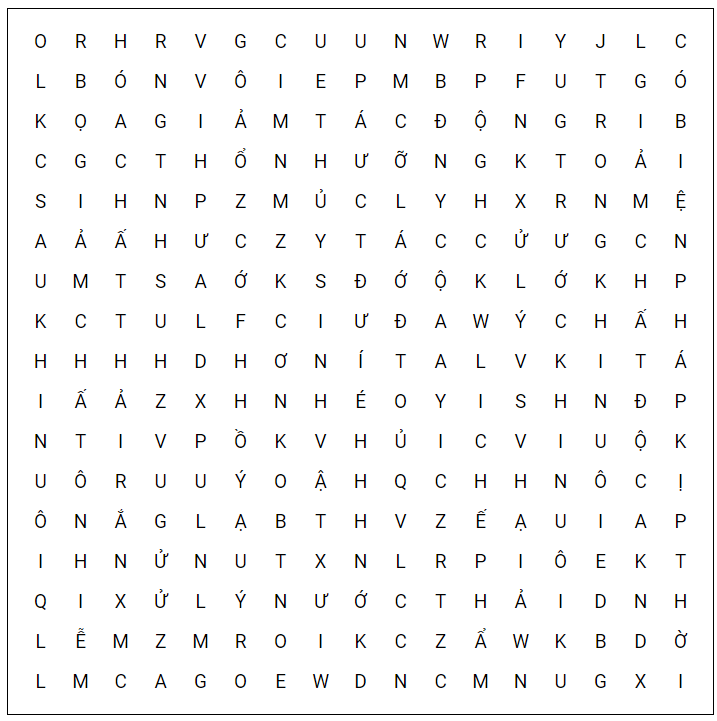 O R H R V G C U U N W R I Y J L C
L B Ó N V Ô I E P M B P F U T G Ó
K Ọ A G I Ả M T Á C Đ Ộ N G R I B
C G C T H Ổ N H Ư Ỡ N G K T O Ả I
S I H N P Z M Ủ C L Y H X R N M Ệ
A Ả Ấ H Ư C Z Y T Á C C Ử Ư G C N
U M T S A Ớ K S Đ Ớ Ộ K L Ớ K H P
K C T U L F C I Ư Đ A W Ý C H Ấ H
H H H H D H Ơ N Í T A L V K I T Á
I Ấ Ả Z X H N H É O Y I S H N Đ P
N T I V P Ồ K V H Ủ I C V I U Ộ K
U Ô R U U Ý O Ậ H Q C H H N Ô C Ị
Ô N Ắ G L Ạ B T H V Z Ế Ạ U I A P
I H N Ử N U T X N L R P I Ô E K T
Q I X Ử L Ý N Ư Ớ C T H Ả I D N H
L Ễ M Z M R O I K C Z Ẩ W K B D Ờ
L M C A G O E W D N C M N U G X I